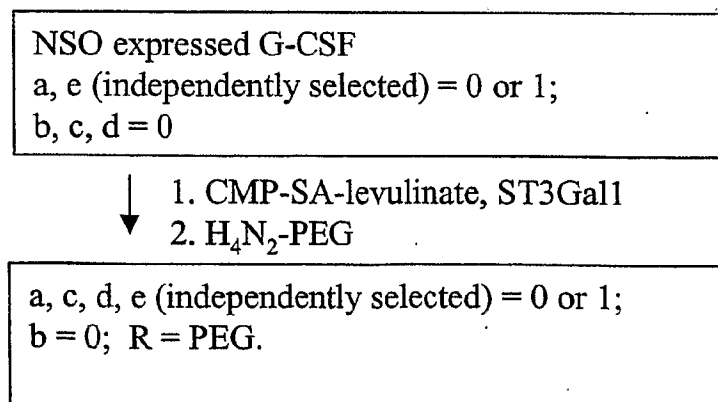 NSO expressed G-CSF
a, e (independently selected) = 0 or 1;
b, c, d = 0
1. CMP-SA-levulinate, ST3Gal1
2. H₄N₂-PEG
a, c, d, e (independently selected) = 0 or 1;
b = 0; R = PEG.